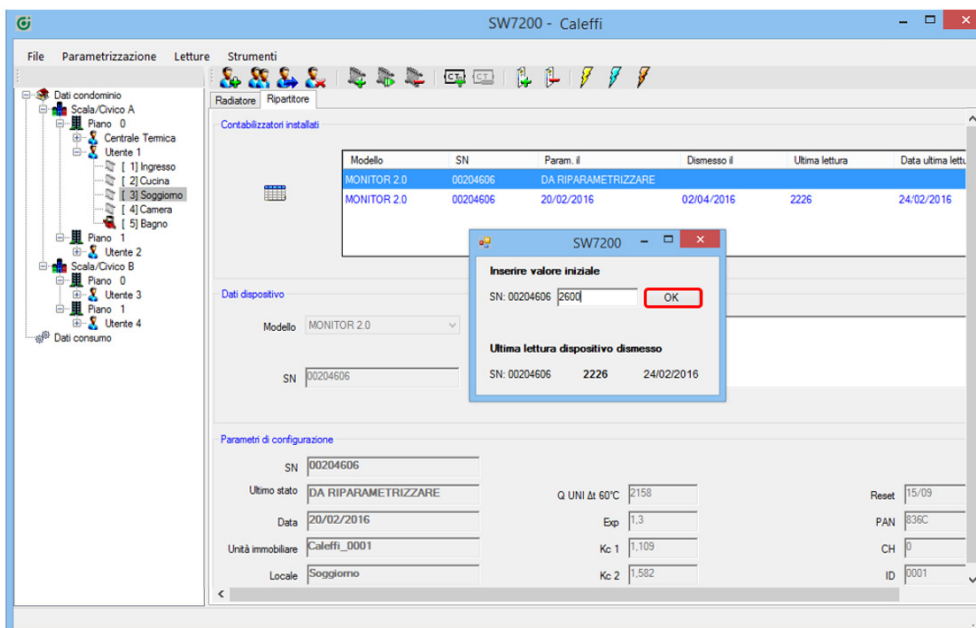 SW7200 - Caleffi
File Parametrizzazione Letture Strumenti
Dati condominio
Scala/Civico A
Piano 0
Centrale Termica
Utente 1
[ 1] Ingresso
[ 2] Cucina
[ 3] Soggiorno
[ 4] Camera
[ 5] Bagno
Piano 1
Utente 2
Scala/Civico B
Piano 0
Utente 3
Piano 1
Utente 4
Dati consumo
Radiatore Ripartitore
Contabilizzatori installati
Modello SN Param. il Dismesso il Ultima lettura Data ultima lettu
MONITOR 2.0 00204606 DA RIPARAMETRIZZARE
MONITOR 2.0 00204606 20/02/2016 02/04/2016 2226 24/02/2016
SW7200
Inserire valore iniziale
SN: 00204606 2600 OK
Ultima lettura dispositivo dismesso
SN: 00204606 2226 24/02/2016
Dati dispositivo
Modello MONITOR 2.0
SN 00204606
Parametri di configurazione
SN 00204606
Ultimo stato DA RIPARAMETRIZZARE Q UNI Δt 60°C 2158 Reset 15/09
Data 20/02/2016 Exp 1,3 PAN 836C
Unità immobiliare Caleffi_0001 Kc 1 1,109 CH 0
Locale Soggiorno Kc 2 1,582 ID 0001